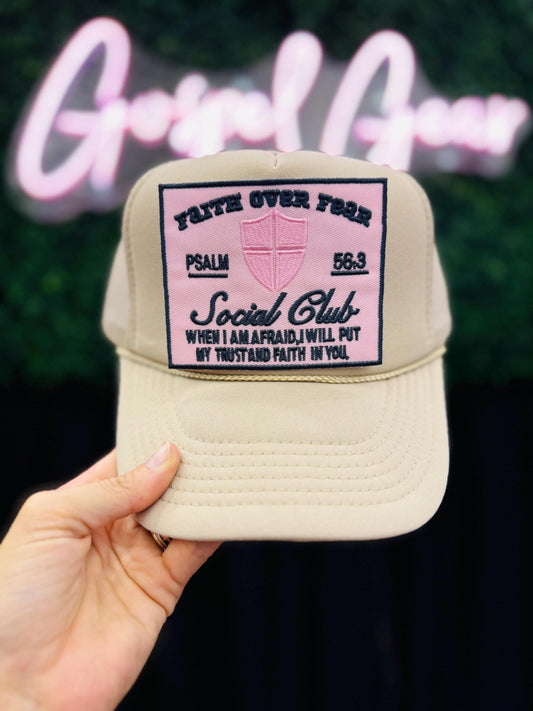 Gospel Gear
FAITH OVER FEAR
PSALM 56:3
Social Club
WHEN I AM AFRAID, I WILL PUT
MY TRUST AND FAITH IN YOU.